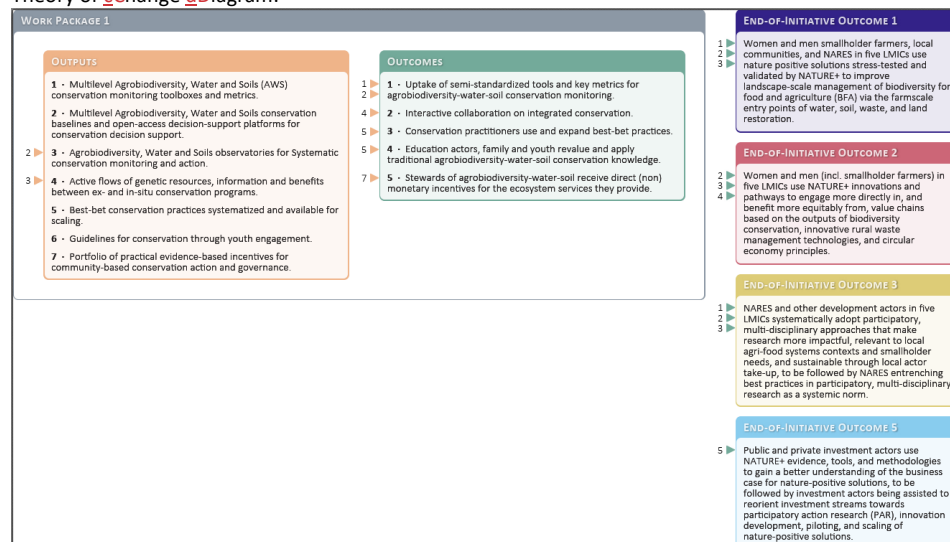 Theory of cChange dDiagram:
WORK PACKAGE 1
OUTPUTS
1 · Multilevel Agrobiodiversity, Water and Soils (AWS)
conservation monitoring toolboxes and metrics.
2 · Multilevel Agrobiodiversity, Water and Soils conservation
baselines and open-access decision-support platforms for
conservation decision support.
2
3 · Agrobiodiversity, Water and Soils observatories for Systematic
conservation monitoring and action.
3
4 · Active flows of genetic resources, information and benefits
between ex- and in-situ conservation programs.
5 · Best-bet conservation practices systematized and available for
scaling.
6 · Guidelines for conservation through youth engagement.
7 · Portfolio of practical evidence-based incentives for
community-based conservation action and governance.
OUTCOMES
1
2
1 · Uptake of semi-standardized tools and key metrics for
agrobiodiversity-water-soil conservation monitoring.
4
2 · Interactive collaboration on integrated conservation.
5
3 · Conservation practitioners use and expand best-bet practices.
5
4 · Education actors, family and youth revalue and apply
traditional agrobiodiversity-water-soil conservation knowledge.
7
5 · Stewards of agrobiodiversity-water-soil receive direct (non)
monetary incentives for the ecosystem services they provide.
END-OF-INITIATIVE OUTCOME 1
1
2
3
Women and men smallholder farmers, local
communities, and NARES in five LMICs use
nature positive solutions stress-tested and
validated by NATURE+ to improve
landscape-scale management of biodiversity for
food and agriculture (BFA) via the farmscale
entry points of water, soil, waste, and land
restoration.
END-OF-INITIATIVE OUTCOME 2
2
3
4
Women and men (incl. smallholder farmers) in
five LMICs use NATURE+ innovations and
pathways to engage more directly in, and
benefit more equitably from, value chains
based on the outputs of biodiversity
conservation, innovative rural waste
management technologies, and circular
economy principles.
END-OF-INITIATIVE OUTCOME 3
1
2
3
NARES and other development actors in five
LMICs systematically adopt participatory,
multi-disciplinary approaches that make
research more impactful, relevant to local
agri-food systems contexts and smallholder
needs, and sustainable through local actor
take-up, to be followed by NARES entrenching
best practices in participatory, multi-disciplinary
research as a systemic norm.
END-OF-INITIATIVE OUTCOME 5
5
Public and private investment actors use
NATURE+ evidence, tools, and methodologies
to gain a better understanding of the business
case for nature-positive solutions, to be
followed by investment actors being assisted to
reorient investment streams towards
participatory action research (PAR), innovation
development, piloting, and scaling of
nature-positive solutions.